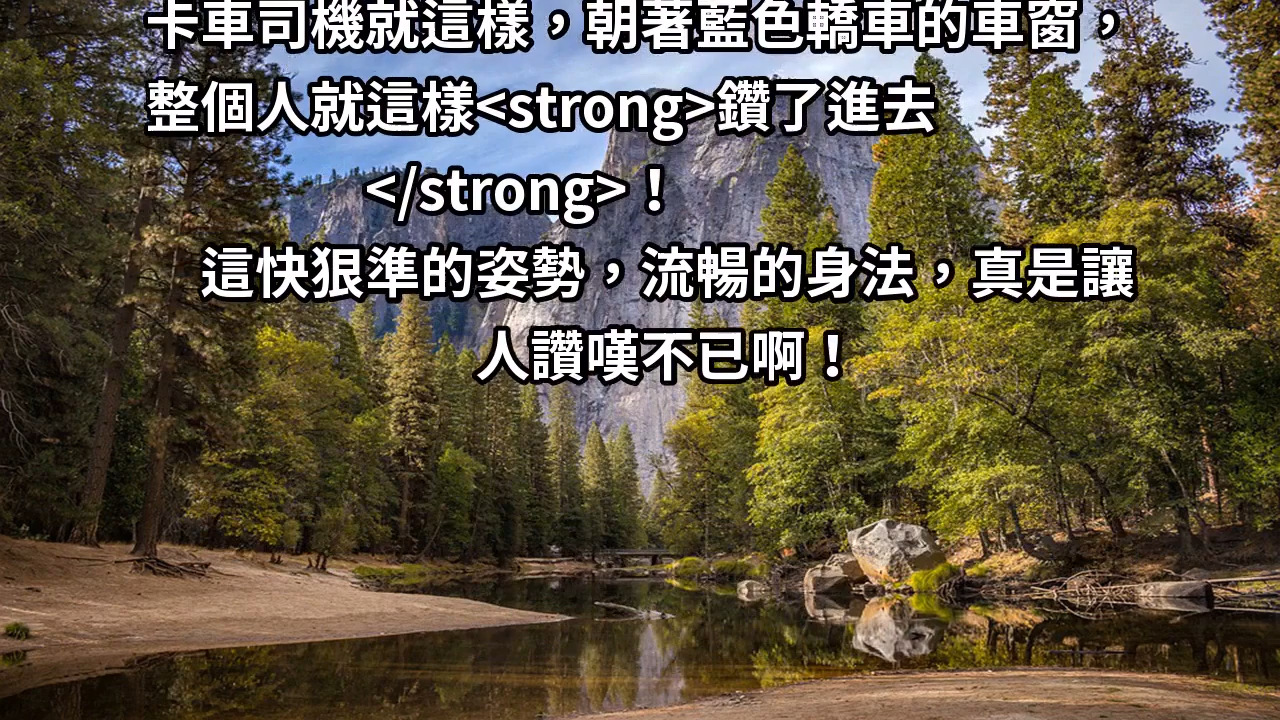 卡車司機就這樣，朝著藍色轎車的車窗，
整個人就這樣<strong>鑽了進去
</strong>！
這快狠準的姿勢，流暢的身法，真是讓
人讚嘆不已啊！